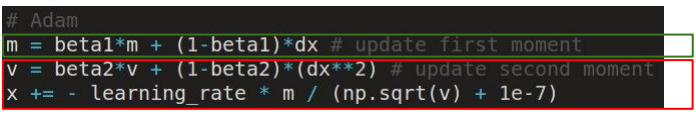 # Adam
m = beta1*m + (1-beta1)*dx # update first moment
v = beta2*v + (1-beta2)*(dx**2) # update second moment
x += - learning_rate * m / (np.sqrt(v) + 1e-7)